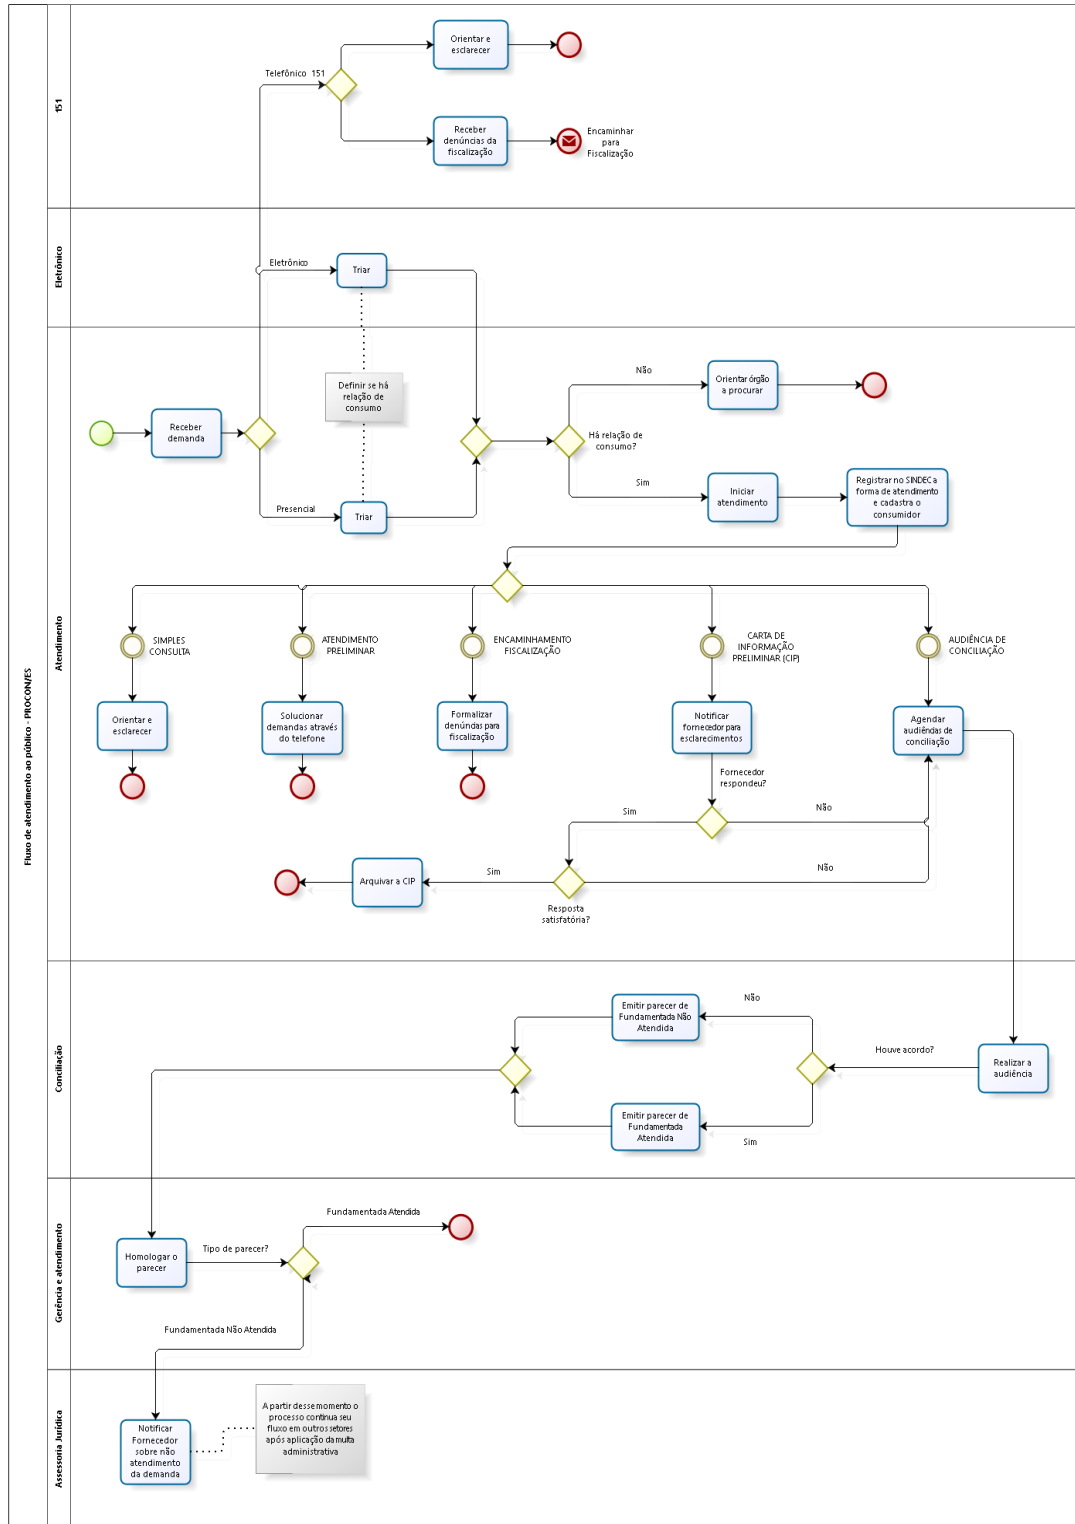 Fluxo de atendimento ao público - PROCON/ES
151
Telefônico 151
Orientar e
esclarecer
Receber
denúncias da
fiscalização
Encaminhar
para
Fiscalização
Eletrônico
Eletrônico
Triar
Atendimento
Receber
demanda
Definir se há
relação de
consumo
Presencial
Triar
Há relação de
consumo?
Não
Orientar órgão
a procurar
Sim
Iniciar
atendimento
Registrar no SINDEC a
forma de atendimento
e cadastra o
consumidor
SIMPLES
CONSULTA
ATENDIMENTO
PRELIMINAR
ENCAMINHAMENTO
FISCALIZAÇÃO
CARTA DE
INFORMAÇÃO
PRELIMINAR (CIP)
AUDIÊNCIA DE
CONCILIAÇÃO
Orientar e
esclarecer
Solucionar
demandas através
do telefone
Formalizar
denúncias para
fiscalização
Notificar
fornecedor para
esclarecimentos
Agendar
audiências de
conciliação
Fornecedor
respondeu?
Sim
Não
Arquivar a CIP
Sim
Não
Resposta
satisfatória?
Conciliação
Emitir parecer de
Fundamentada Não
Atendida
Não
Houve acordo?
Realizar a
audiência
Emitir parecer de
Fundamentada
Atendida
Sim
Gerência e atendimento
Homologar o
parecer
Tipo de parecer?
Fundamentada Atendida
Fundamentada Não Atendida
Assessoria Jurídica
Notificar
Fornecedor
sobre não
atendimento
da demanda
A partir desse momento o
processo continua seu
fluxo em outros setores
após aplicação da multa
administrativa